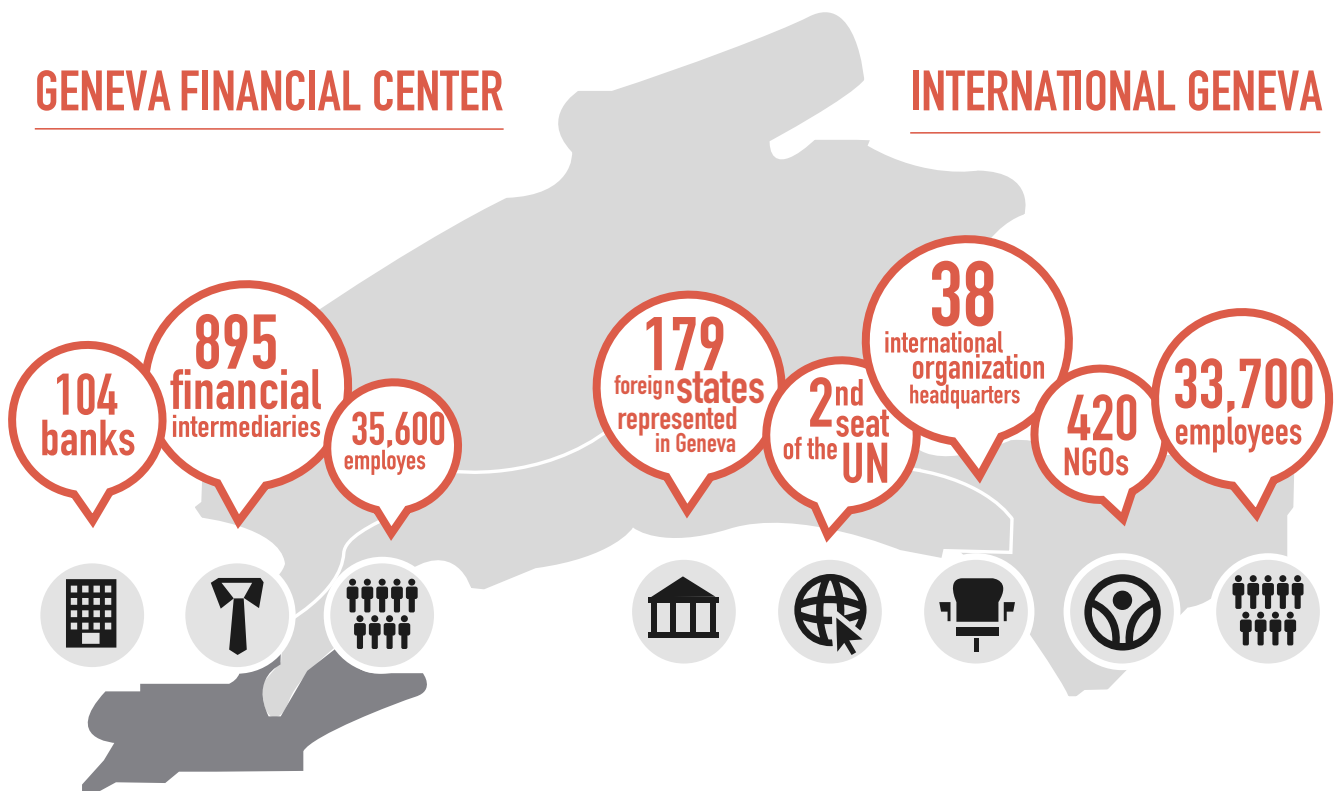 GENEVA FINANCIAL CENTER
INTERNATIONAL GENEVA
104
banks
895
financial
intermediaries
35,600
employes
179
foreign states
represented
in Geneva
2nd
seat
of the UN
38
international
organization
headquarters
420
NGOs
33,700
employees